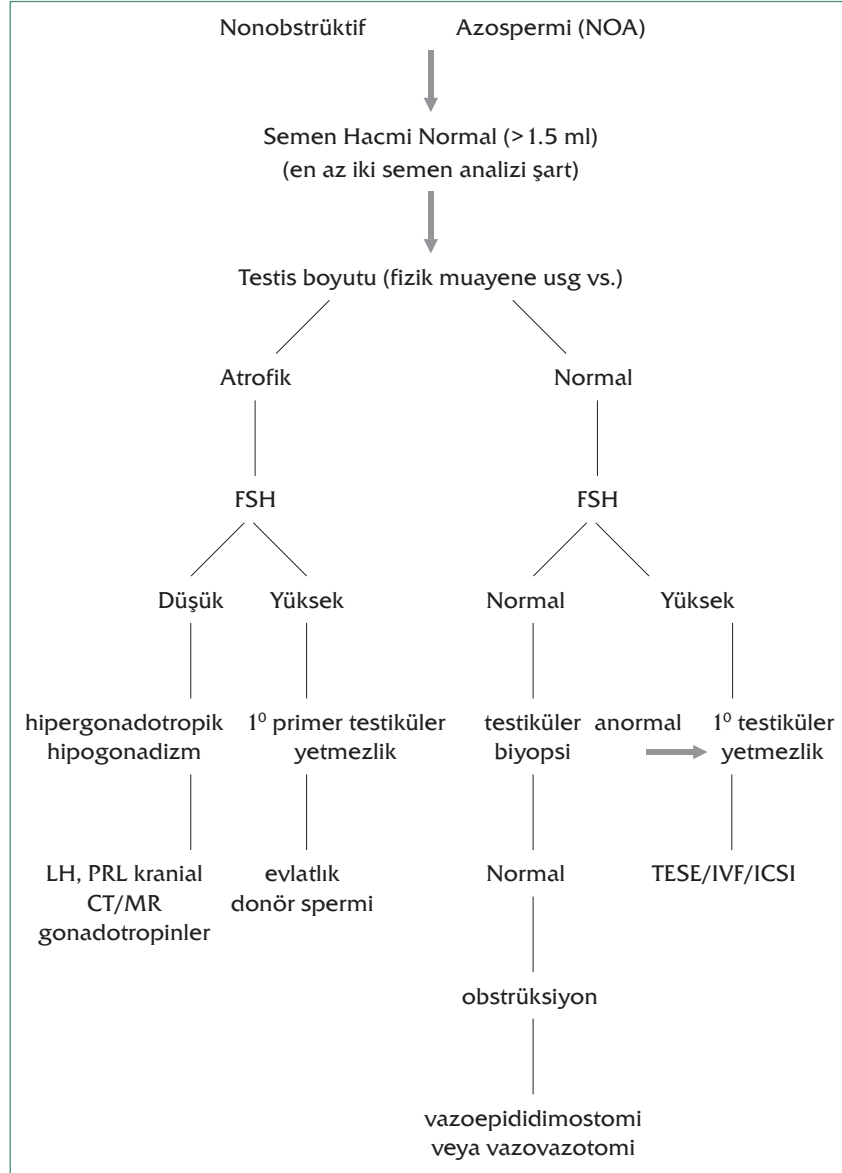 Nonobstrüktif Azospermi (NOA)
Semen Hacmi Normal (>1.5 ml)
(en az iki semen analizi şart)
Testis boyutu (fizik muayene usg vs.)
Atrofik Normal
FSH FSH
Düşük Yüksek Normal Yüksek
hipergonadotropik
hipogonadizm
1⁰ primer testiküler
yetmezlik
testiküler
biyopsi
anormal
1⁰ testiküler
yetmezlik
LH, PRL kranial
CT/MR
gonadotropinler
evlatlık
donör spermi
Normal
TESE/IVF/ICSI
obstrüksiyon
vazoepididimostomi
veya vazovazotomi